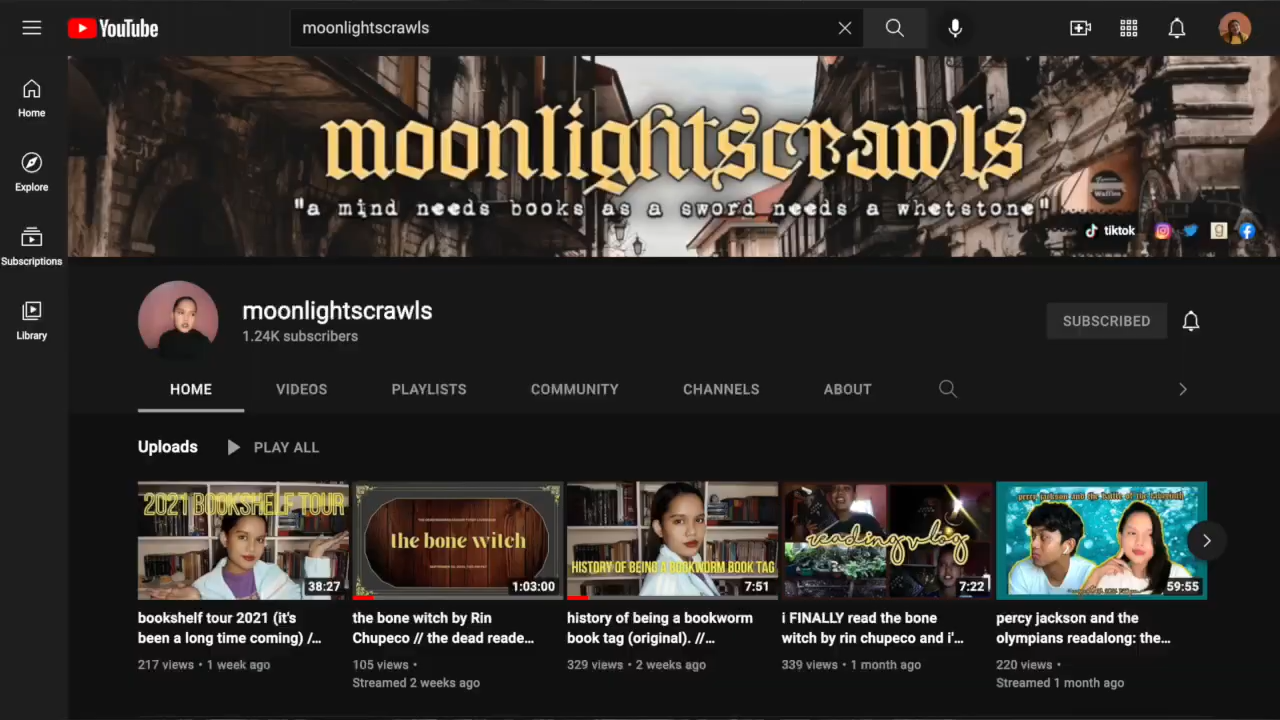 YouTube
moonlightscrawls
Home
Explore
Subscriptions
Library
moonlightscrawls
"a mind needs books as a sword needs a whetstone"
Waffles
tiktok
moonlightscrawls
1.24K subscribers
SUBSCRIBED
HOME VIDEOS PLAYLISTS COMMUNITY CHANNELS ABOUT
Uploads PLAY ALL
2021 BOOKSHELF TOUR
38:27
bookshelf tour 2021 (it's
been a long time coming) /...
217 views • 1 week ago
the bone witch
1:03:00
the bone witch by Rin
Chupeco // the dead reade...
105 views •
Streamed 2 weeks ago
HISTORY OF BEING A BOOKWORM BOOK TAG
7:51
history of being a bookworm
book tag (original). //...
329 views • 2 weeks ago
reading vlog
7:22
i FINALLY read the bone
witch by rin chupeco and i'...
339 views • 1 month ago
percy jackson and the battle of the labyrinth
59:55
percy jackson and the
olympians readalong: the...
220 views •
Streamed 1 month ago